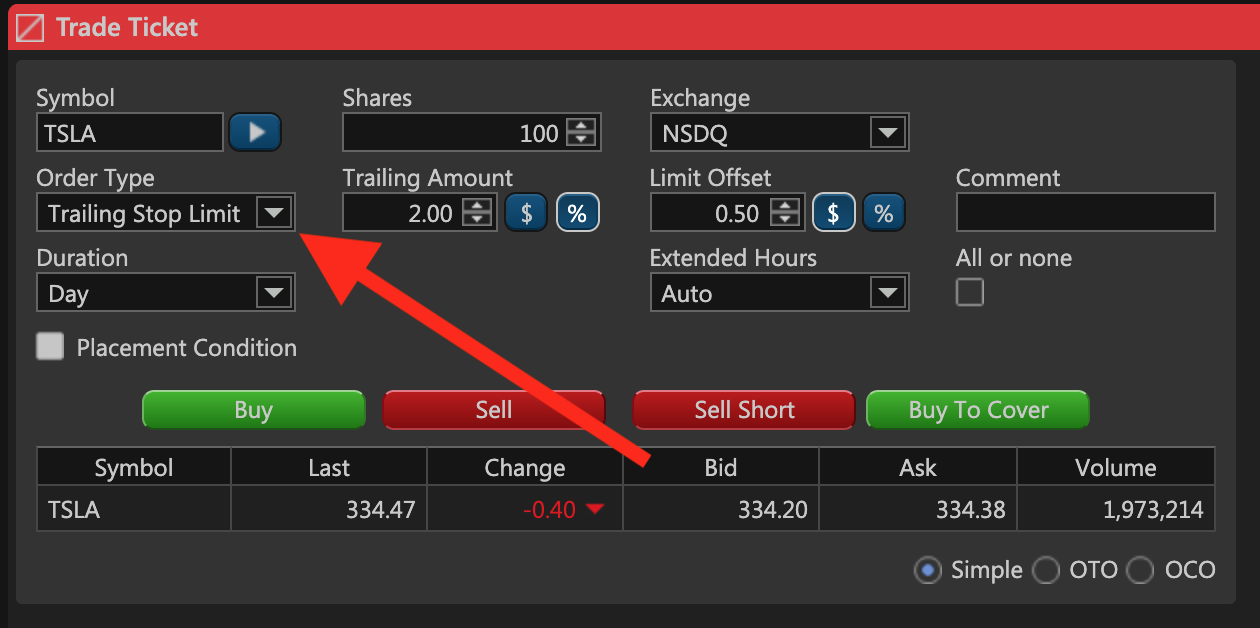 Trade Ticket
Symbol Shares Exchange
TSLA 100 NSDQ
Order Type Trailing Amount Limit Offset Comment
Trailing Stop Limit 2.00 $ % 0.50 $ %
Duration Extended Hours All or none
Day Auto
Placement Condition
Buy Sell Sell Short Buy To Cover
Symbol Last Change Bid Ask Volume
TSLA 334.47 -0.40 334.20 334.38 1,973,214
Simple OTO OCO